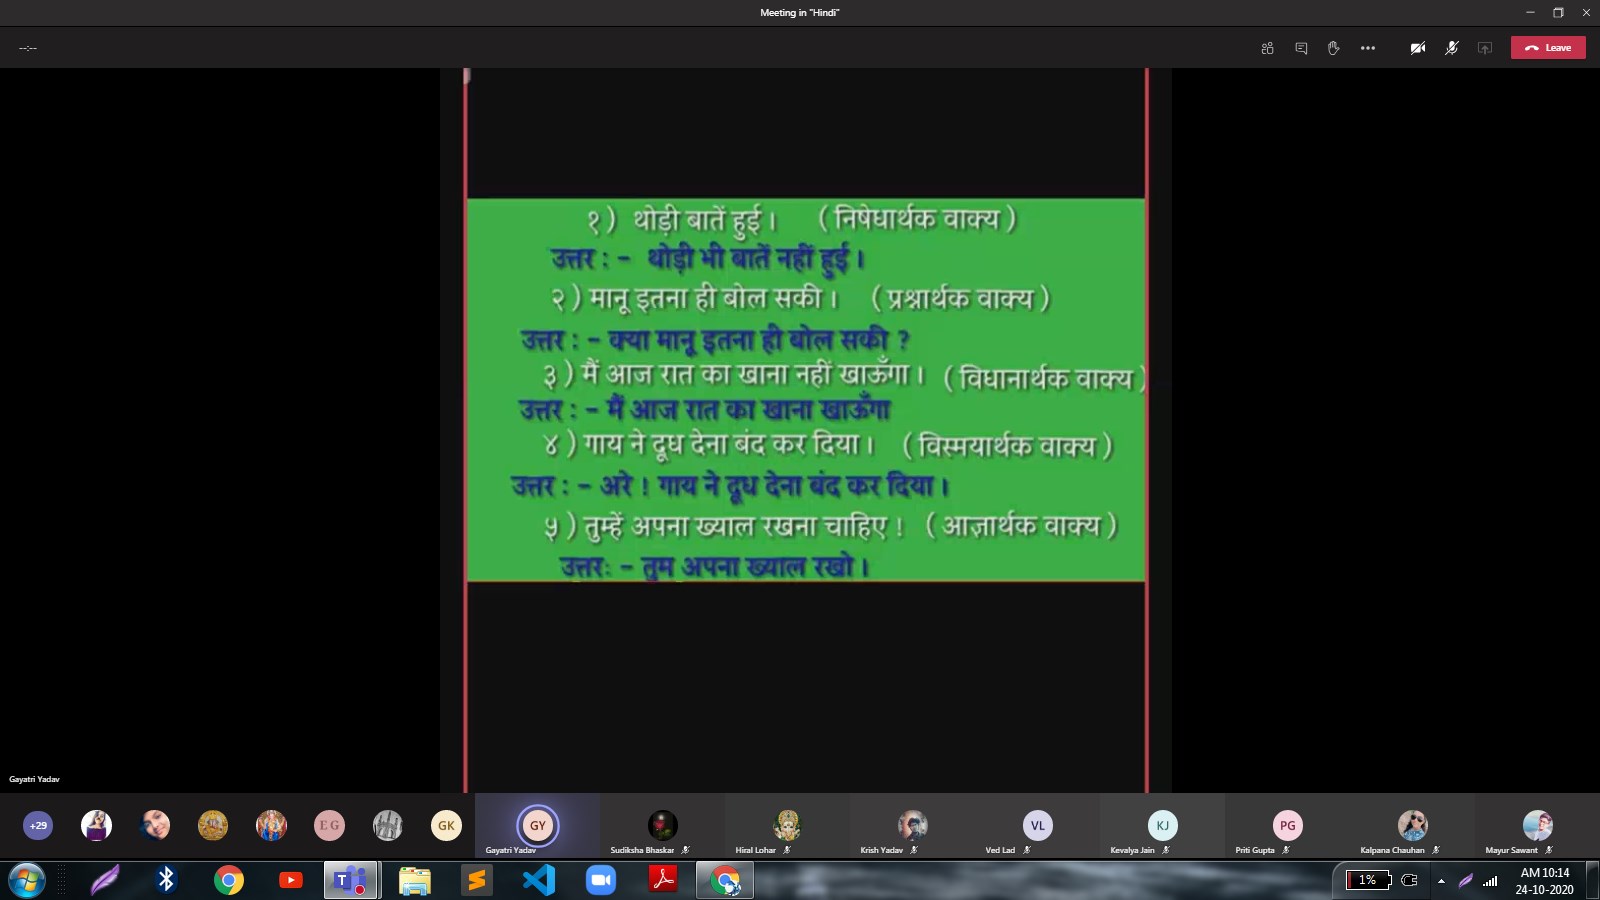 Meeting in "Hindi"
--:--
Leave
१) थोड़ी बातें हुई। (निषेधार्थक वाक्य)
उत्तर :- थोड़ी भी बातें नहीं हुई।
२) मानू इतना ही बोल सकी। (प्रश्नार्थक वाक्य)
उत्तर :- क्या मानू इतना ही बोल सकी ?
३) मैं आज रात का खाना नहीं खाऊँगा। (विधानार्थक वाक्य)
उत्तर :- मैं आज रात का खाना खाऊँगा
४) गाय ने दूध देना बंद कर दिया। (विस्मयार्थक वाक्य)
उत्तर :- अरे ! गाय ने दूध देना बंद कर दिया।
५) तुम्हें अपना ख्याल रखना चाहिए ! (आज्ञार्थक वाक्य)
उत्तर: - तुम अपना ख्याल रखो।
Gayatri Yadav
+29 E G GK GY VL KJ PG
Gayatri Yadav Sudiksha Bhaskar Hiral Lohar Krish Yadav Ved Lad Kevalya Jain Priti Gupta Kalpana Chauhan Mayur Sawant
1% AM 10:14
24-10-2020